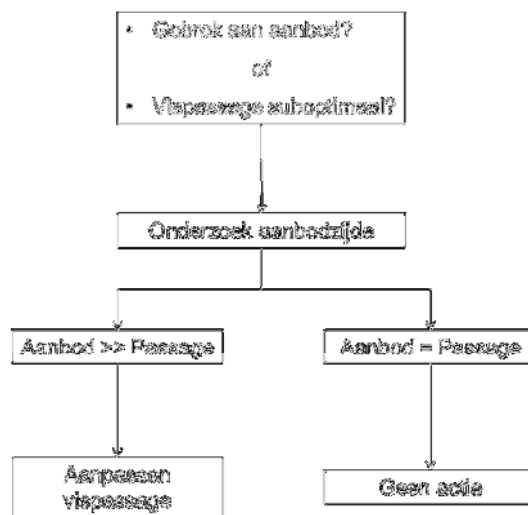 • Gebrek aan aanbod?
of
• Vispassage suboptimaal?
Onderzoek aanbodzijde
Aanbod >> Passage
Aanbod = Passage
Aanpassen
vispassage
Geen actie